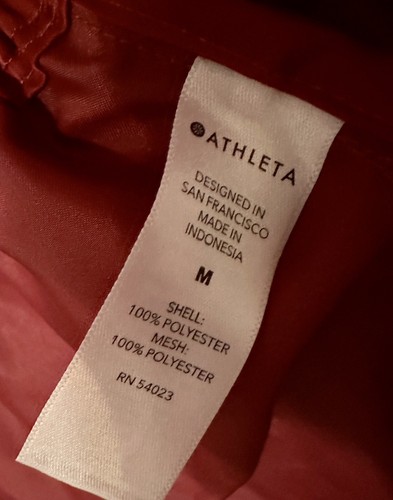 ATHLETA
DESIGNED IN
SAN FRANCISCO
MADE IN
INDONESIA
M
SHELL:
100% POLYESTER
MESH:
100% POLYESTER
RN 54023